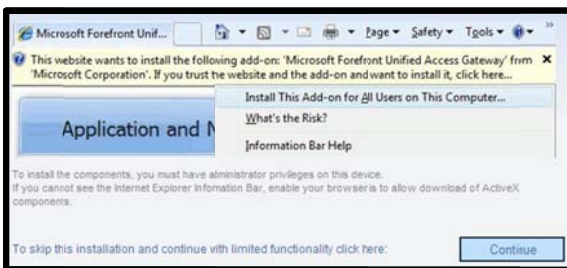 Microsoft Forefront Unif...
Page Safety Tools
This website wants to install the following add-on: 'Microsoft Forefront Unified Access Gateway' from
'Microsoft Corporation'. If you trust the website and the add-on and want to install it, click here...
Install This Add-on for All Users on This Computer...
What's the Risk?
Information Bar Help
Application and N
To install the components, you must have administrator privileges on this device.
If you cannot see the Internet Explorer Infomation Bar, enable your browser is to allow download of ActiveX
components.
To skip this installation and continue with limited functionality click here:
Continue